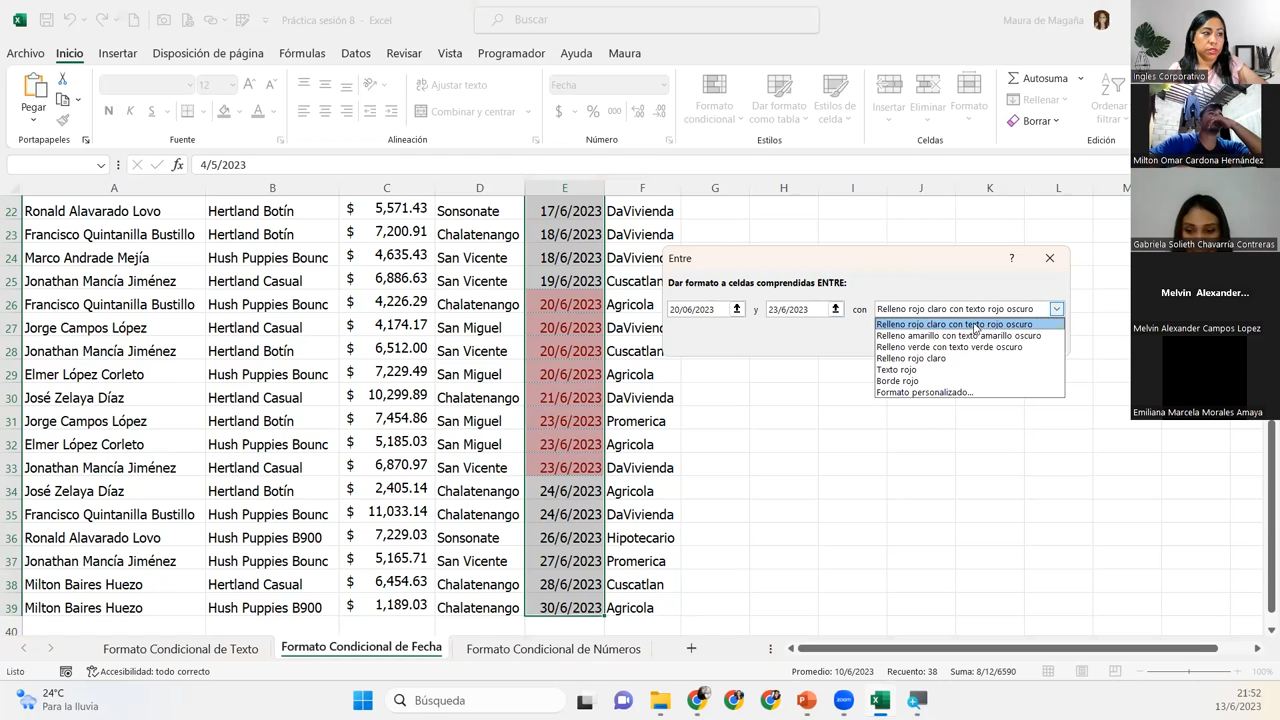 Práctica sesión 8 - Excel
Buscar
Maura de Magaña
Archivo Inicio Insertar Disposición de página Fórmulas Datos Revisar Vista Programador Ayuda Maura
Pegar
12
N K S
Ajustar texto
Combinar y centrar
Fecha
$ % 000
Formato condicional
Dar formato como tabla
Estilos de celda
Insertar Eliminar Formato
Autosuma
Rellenar
Borrar
Ordenar filtrar
Portapapeles Fuente Alineación Número Estilos Celdas Edición
fx 4/5/2023
A B C D E F G H I J K L M
22 Ronald Alavarado Lovo Hertland Botín $ 5,571.43 Sonsonate 17/6/2023 DaVivienda
23 Francisco Quintanilla Bustillo Hertland Botín $ 7,200.91 Chalatenango 18/6/2023 DaVivienda
24 Marco Andrade Mejía Hush Puppies Bounc $ 4,635.43 San Vicente 18/6/2023 DaVivienda
25 Jonathan Mancía Jiménez Hertland Casual $ 6,886.63 San Vicente 19/6/2023 Cuscatlan
26 Francisco Quintanilla Bustillo Hush Puppies Bounc $ 4,226.29 Chalatenango 20/6/2023 Agricola
27 Jorge Campos López Hush Puppies Bounc $ 4,174.17 San Miguel 20/6/2023 DaVivienda
28 Jorge Campos López Hertland Casual $ 6,512.00 San Miguel 20/6/2023 Cuscatlan
29 Elmer López Corleto Hush Puppies Bounc $ 7,229.49 San Miguel 20/6/2023 Agricola
30 José Zelaya Díaz Hertland Casual $ 10,299.89 Chalatenango 21/6/2023 Agricola
31 Jorge Campos López Hertland Casual $ 7,454.86 San Miguel 23/6/2023 Promerica
32 Elmer López Corleto Hush Puppies Bounc $ 5,185.03 San Miguel 23/6/2023 Agricola
33 Jonathan Mancía Jiménez Hertland Casual $ 6,870.97 San Vicente 23/6/2023 DaVivienda
34 José Zelaya Díaz Hertland Botín $ 2,405.14 Chalatenango 24/6/2023 Agricola
35 Francisco Quintanilla Bustillo Hush Puppies Bounc $ 11,033.14 Chalatenango 24/6/2023 DaVivienda
36 Ronald Alavarado Lovo Hush Puppies B900 $ 7,229.03 Sonsonate 26/6/2023 Hipotecario
37 Jonathan Mancía Jiménez Hush Puppies Bounc $ 5,165.71 San Vicente 27/6/2023 Promerica
38 Milton Baires Huezo Hertland Casual $ 6,454.63 Chalatenango 28/6/2023 Cuscatlan
39 Milton Baires Huezo Hush Puppies B900 $ 1,189.03 Chalatenango 30/6/2023 Agricola
40
Entre ?
Dar formato a celdas comprendidas ENTRE:
20/06/2023 y 23/6/2023 con Relleno rojo claro con texto rojo oscuro
Relleno rojo claro con texto rojo oscuro
Relleno amarillo con texto amarillo oscuro
Relleno verde con texto verde oscuro
Relleno rojo claro
Texto rojo
Borde rojo
Formato personalizado...
Ingles Corporativo
Milton Omar Cardona Hernández
Gabriela Solieth Chavarría Contreras
Melvin Alexander...
Melvin Alexander Campos Lopez
Emiliana Marcela Morales Amaya
Formato Condicional de Texto Formato Condicional de Fecha Formato Condicional de Números
Listo Accesibilidad: todo correcto Promedio: 10/6/2023 Recuento: 38 Suma: 8/12/6590 100%
24°C
Para la lluvia
Búsqueda
zoom
21:52
13/6/2023